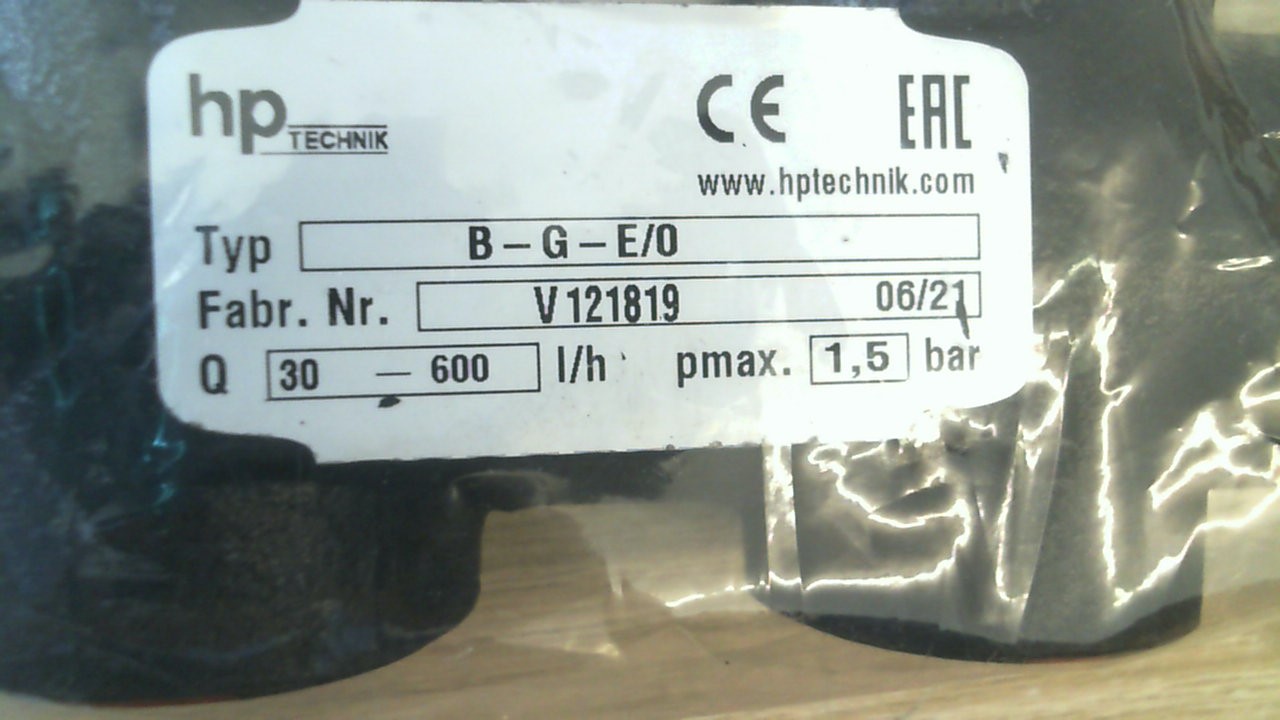 hp TECHNIK CE EAC
www.hptechnik.com
Typ B – G – E/O
Fabr. Nr. V 121819 06/21
Q 30 — 600 l/h pmax. 1,5 bar